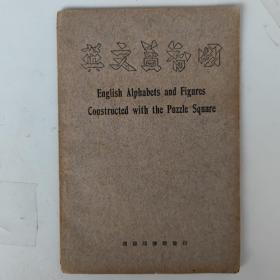 英文益智圖
English Alphabets and Figures
Constructed with the Puzzle Square